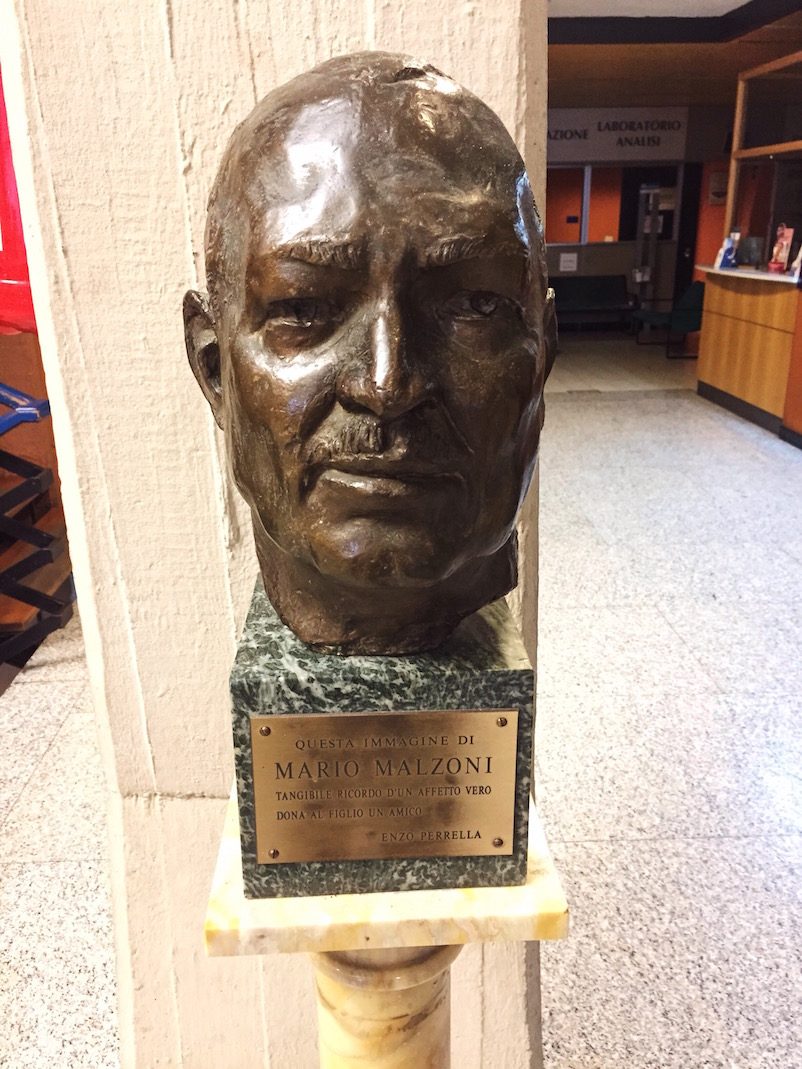 AZIONE LABORATORIO
ANALISI
QUESTA IMMAGINE DI
MARIO MALZONI
TANGIBILE RICORDO D'UN AFFETTO VERO
DONA AL FIGLIO UN AMICO
ENZO PERRELLA